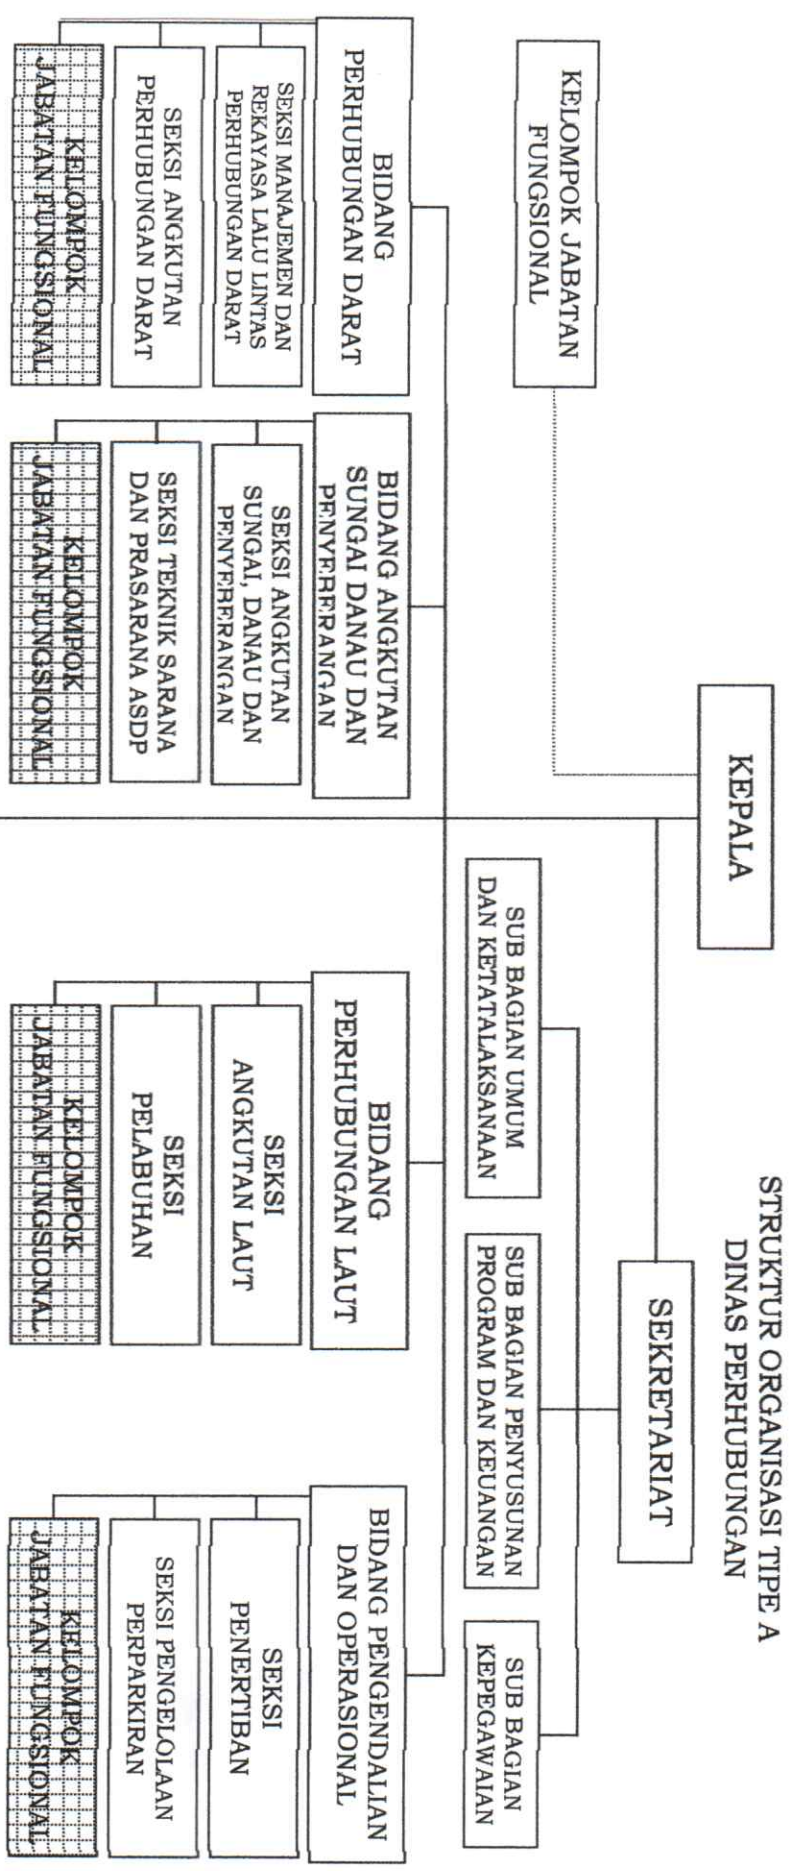 STRUKTUR ORGANISASI TIPE A
DINAS PERHUBUNGAN
KEPALA
SEKRETARIAT
KELOMPOK JABATAN
FUNGSIONAL
SUB BAGIAN UMUM
DAN KETATALAKSANAAN
SUB BAGIAN PENYUSUNAN
PROGRAM DAN KEUANGAN
SUB BAGIAN
KEPEGAWAIAN
BIDANG
PERHUBUNGAN DARAT
SEKSI MANAJEMEN DAN
REKAYASA LALU LINTAS
PERHUBUNGAN DARAT
SEKSI ANGKUTAN
PERHUBUNGAN DARAT
KELOMPOK
JABATAN FUNGSIONAL
BIDANG ANGKUTAN
SUNGAI DANAU DAN
PENYEBERANGAN
SEKSI ANGKUTAN
SUNGAI, DANAU DAN
PENYEBERANGAN
SEKSI TEKNIK SARANA
DAN PRASARANA ASDP
KELOMPOK
JABATAN FUNGSIONAL
BIDANG
PERHUBUNGAN LAUT
SEKSI
ANGKUTAN LAUT
SEKSI
PELABUHAN
KELOMPOK
JABATAN FUNGSIONAL
BIDANG PENGENDALIAN
DAN OPERASIONAL
SEKSI
PENERTIBAN
SEKSI PENGELOLAAN
PERPARKIRAN
KELOMPOK
JABATAN FUNGSIONAL